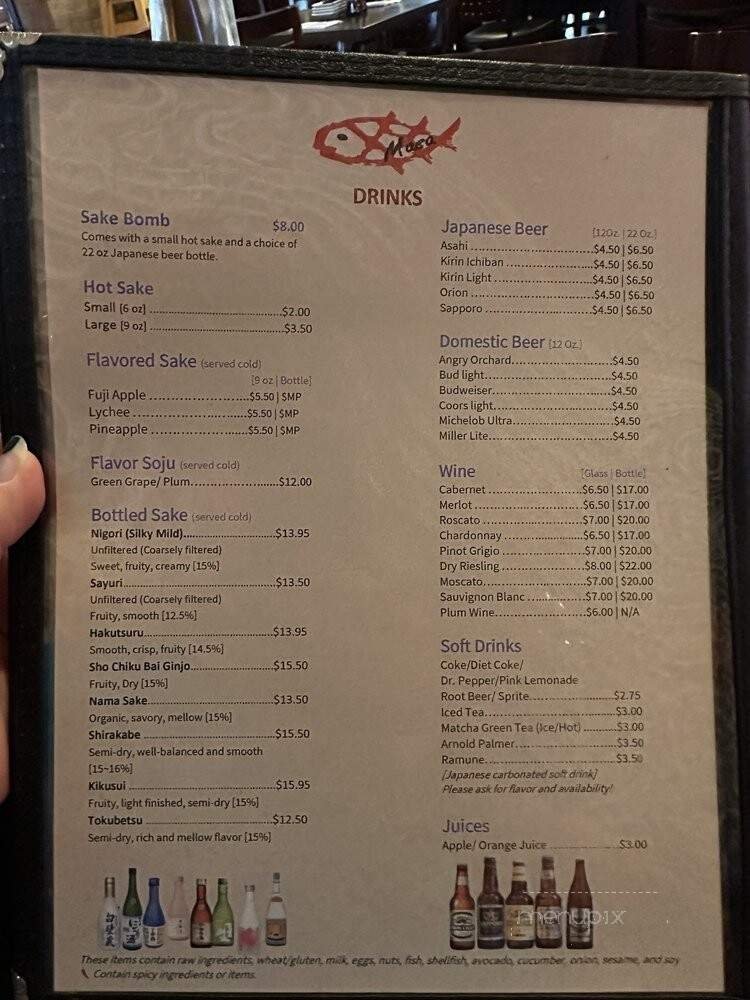 Masa
DRINKS
Sake Bomb $8.00
Comes with a small hot sake and a choice of
22 oz Japanese beer bottle.
Hot Sake
Small [6 oz] ........................................$2.00
Large [9 oz] ........................................$3.50
Flavored Sake (served cold)
[9 oz | Bottle]
Fuji Apple ..............................$5.50 | $MP
Lychee ..............................$5.50 | $MP
Pineapple ..............................$5.50 | $MP
Flavor Soju (served cold)
Green Grape/ Plum..........................$12.00
Bottled Sake (served cold)
Nigori (Silky Mild)..........................$13.95
Unfiltered (Coarsely filtered)
Sweet, fruity, creamy [15%]
Sayuri..........................................$13.50
Unfiltered (Coarsely filtered)
Fruity, smooth [12.5%]
Hakutsuru.....................................$13.95
Smooth, crisp, fruity [14.5%]
Sho Chiku Bai Ginjo........................$15.50
Fruity, Dry [15%]
Nama Sake....................................$13.50
Organic, savory, mellow [15%]
Shirakabe .....................................$15.50
Semi-dry, well-balanced and smooth
[15~16%]
Kikusui .........................................$15.95
Fruity, light finished, semi-dry [15%]
Tokubetsu .....................................$12.50
Semi-dry, rich and mellow flavor [15%]
Japanese Beer [12Oz. | 22 Oz.]
Asahi ..................................$4.50 | $6.50
Kirin Ichiban ........................$4.50 | $6.50
Kirin Light ...........................$4.50 | $6.50
Orion ..................................$4.50 | $6.50
Sapporo ..............................$4.50 | $6.50
Domestic Beer [12 Oz.]
Angry Orchard..............................$4.50
Bud light.......................................$4.50
Budweiser.....................................$4.50
Coors light....................................$4.50
Michelob Ultra..............................$4.50
Miller Lite.....................................$4.50
Wine [Glass | Bottle]
Cabernet ..........................$6.50 | $17.00
Merlot ..............................$6.50 | $17.00
Roscato ............................$7.00 | $20.00
Chardonnay ......................$6.50 | $17.00
Pinot Grigio ......................$7.00 | $20.00
Dry Riesling ......................$8.00 | $22.00
Moscato............................$7.00 | $20.00
Sauvignon Blanc ...............$7.00 | $20.00
Plum Wine.........................$6.00 | N/A
Soft Drinks
Coke/Diet Coke/
Dr. Pepper/Pink Lemonade
Root Beer/ Sprite..........................$2.75
Iced Tea.......................................$3.00
Matcha Green Tea (Ice/Hot) ..........$3.00
Arnold Palmer..............................$3.50
Ramune.......................................$3.50
[Japanese carbonated soft drink]
Please ask for flavor and availability!
Juices
Apple/ Orange Juice .....................$3.00
menupix
These items contain raw ingredients, wheat/gluten, milk, eggs, nuts, fish, shellfish, avocado, cucumber, onion, sesame, and soy
Contain spicy ingredients or items.